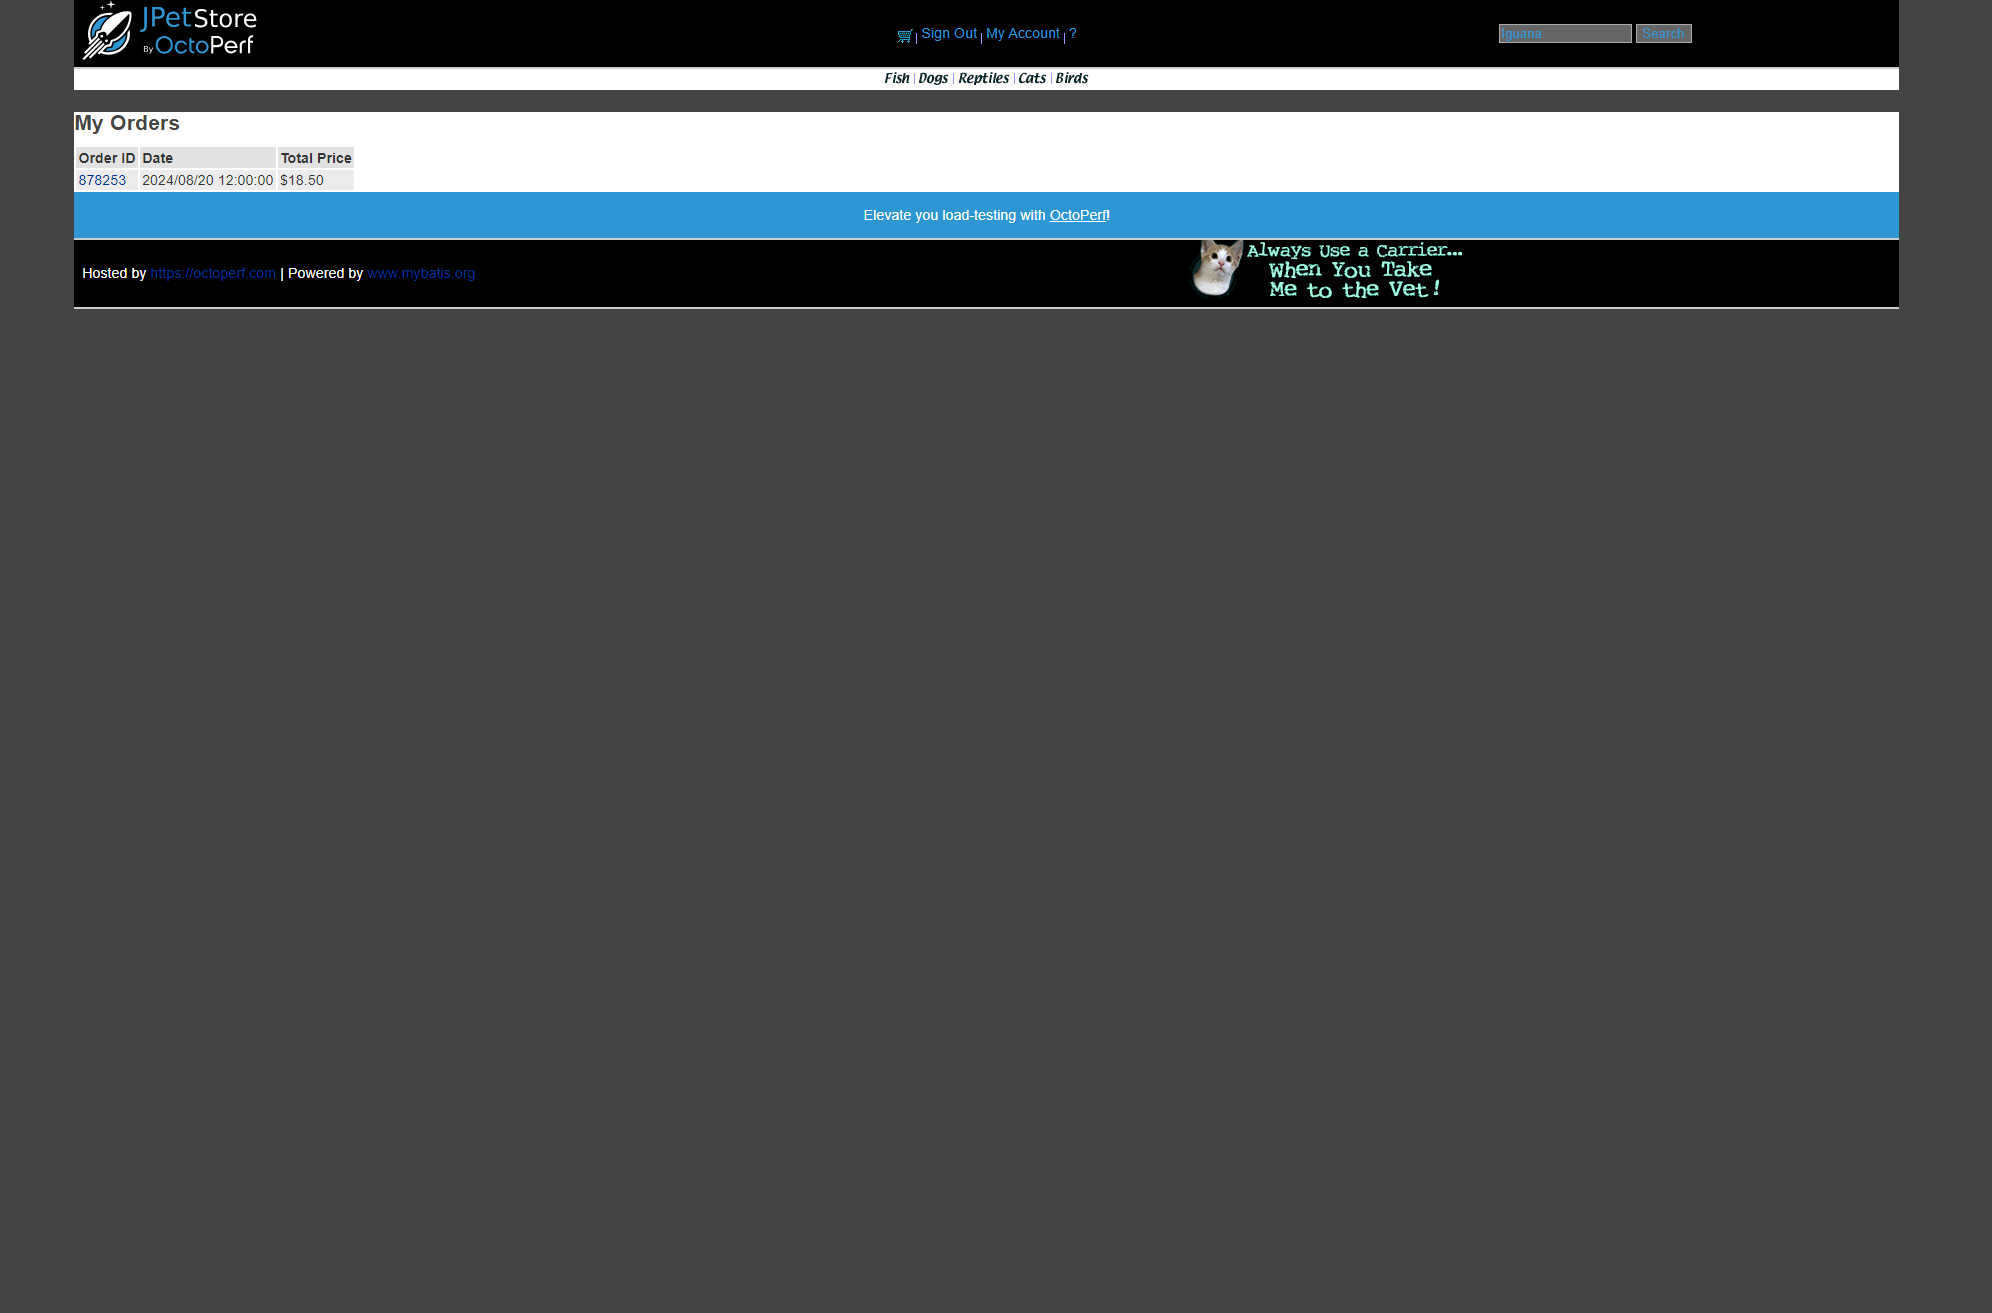 JPetStore
By OctoPerf
Sign Out | My Account | ?
Iguana Search
Fish | Dogs | Reptiles | Cats | Birds
My Orders
Order ID Date Total Price
878253 2024/08/20 12:00:00 $18.50
Elevate you load-testing with OctoPerf!
Always Use a Carrier...
When You Take
Me to the Vet!
Hosted by https://octoperf.com | Powered by www.mybatis.org